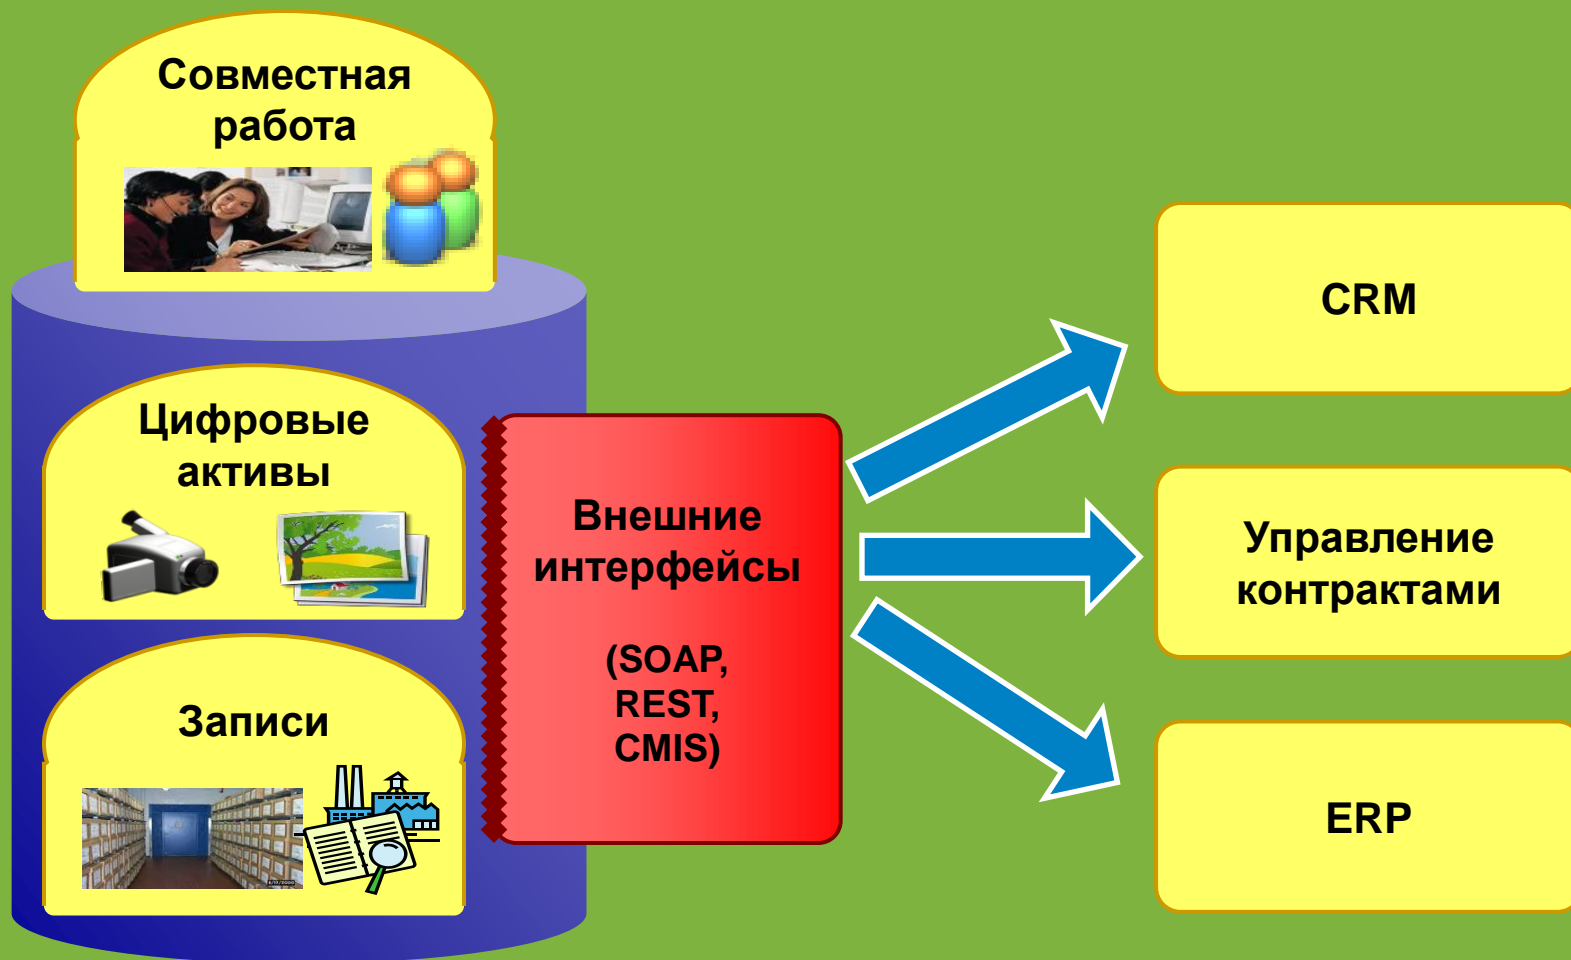 Совместная
работа
Цифровые
активы
Записи
Внешние
интерфейсы
(SOAP,
REST,
CMIS)
CRM
Управление
контрактами
ERP